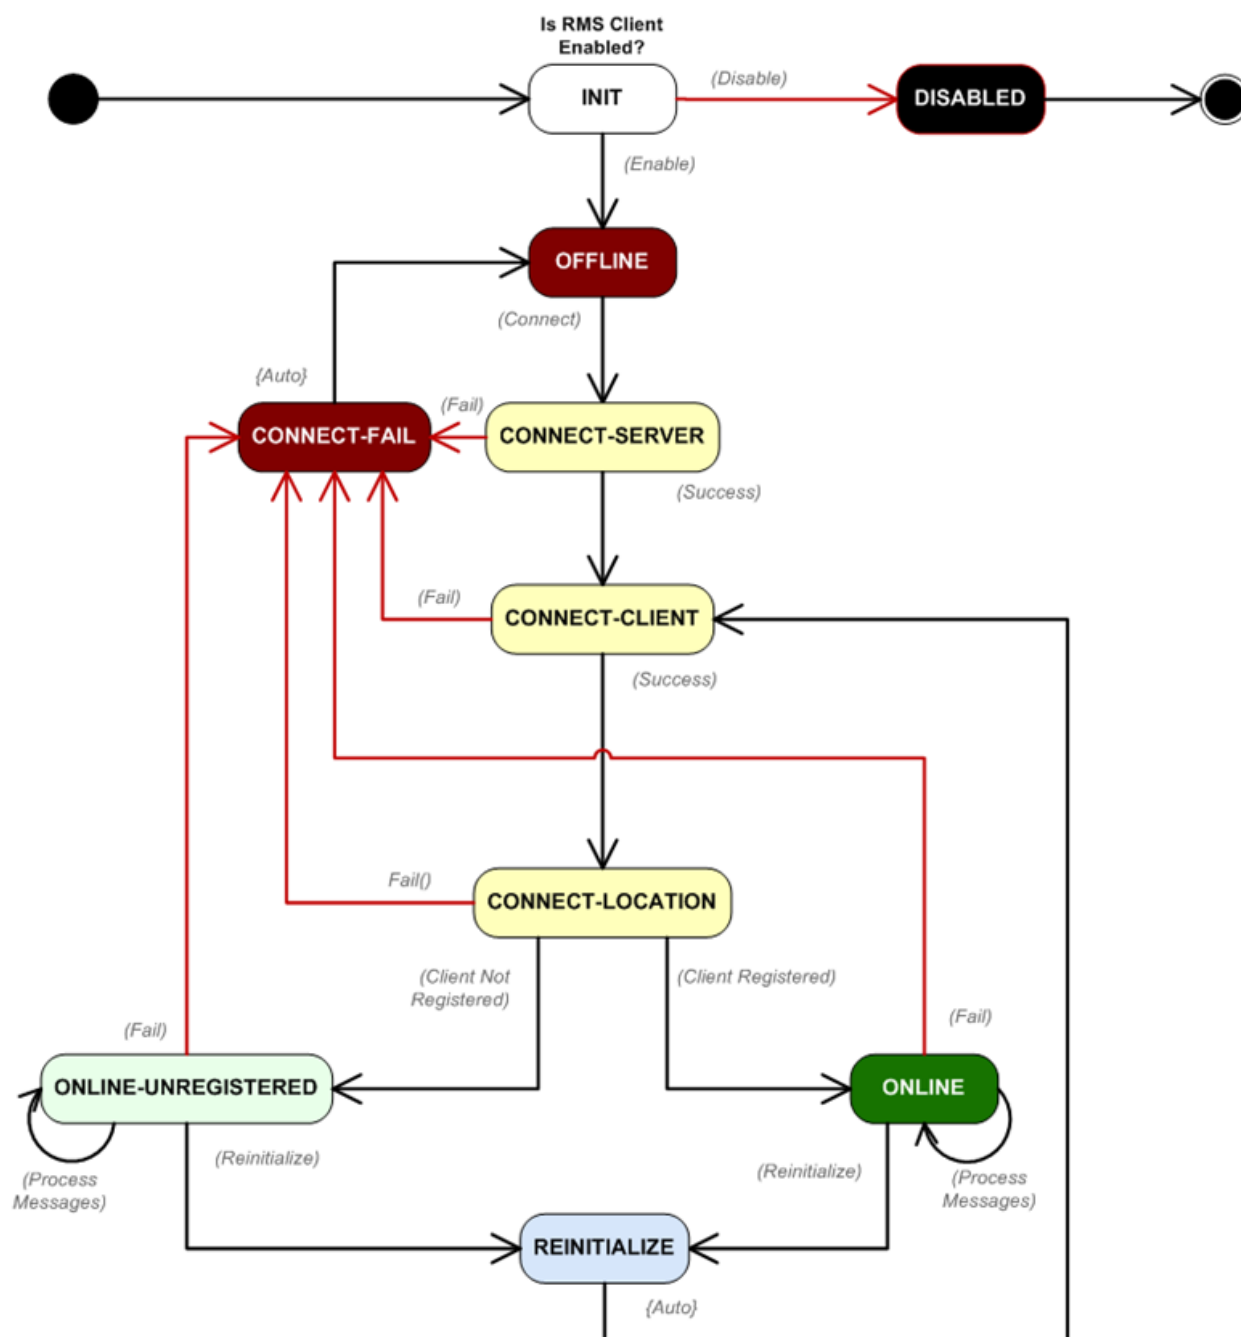 Is RMS Client
Enabled?
INIT
(Disable)
DISABLED
(Enable)
OFFLINE
(Connect)
{Auto}
CONNECT-FAIL
(Fail)
CONNECT-SERVER
(Success)
(Fail)
CONNECT-CLIENT
(Success)
Fail()
CONNECT-LOCATION
(Client Not
Registered)
(Client Registered)
(Fail)
(Fail)
ONLINE-UNREGISTERED
ONLINE
(Process
Messages)
(Reinitialize)
(Reinitialize)
(Process
Messages)
REINITIALIZE
{Auto}